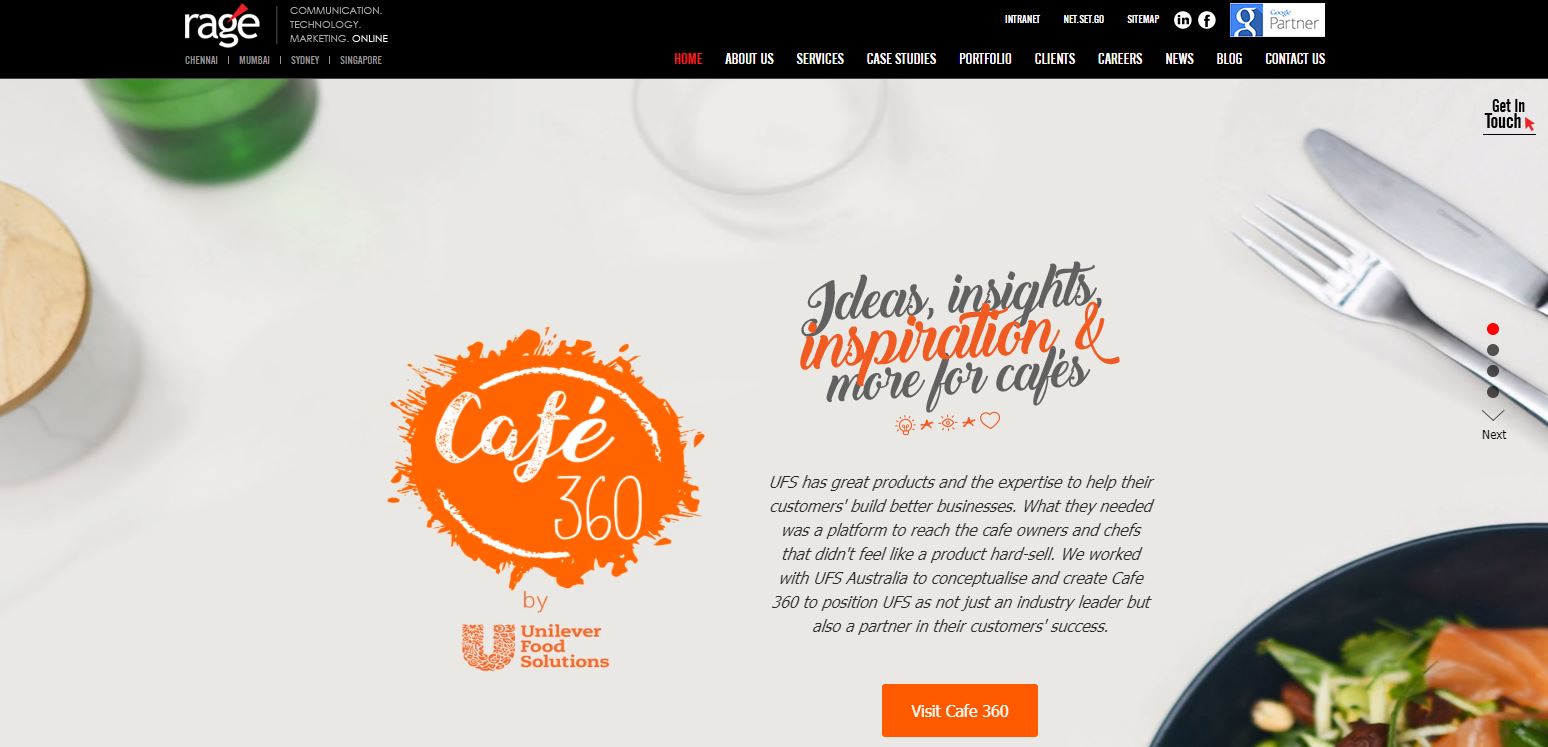 rage
COMMUNICATION.
TECHNOLOGY.
MARKETING. ONLINE
CHENNAI | MUMBAI | SYDNEY | SINGAPORE
INTRANET NET.SET.GO SITEMAP in f
g Google Partner
HOME ABOUT US SERVICES CASE STUDIES PORTFOLIO CLIENTS CAREERS NEWS BLOG CONTACT US
Get In
Touch
Café
360
by
U Unilever
Food
Solutions
Ideas, insights,
inspiration &
more for cafés
UFS has great products and the expertise to help their
customers' build better businesses. What they needed
was a platform to reach the cafe owners and chefs
that didn't feel like a product hard-sell. We worked
with UFS Australia to conceptualise and create Cafe
360 to position UFS as not just an industry leader but
also a partner in their customers' success.
Visit Cafe 360
Next